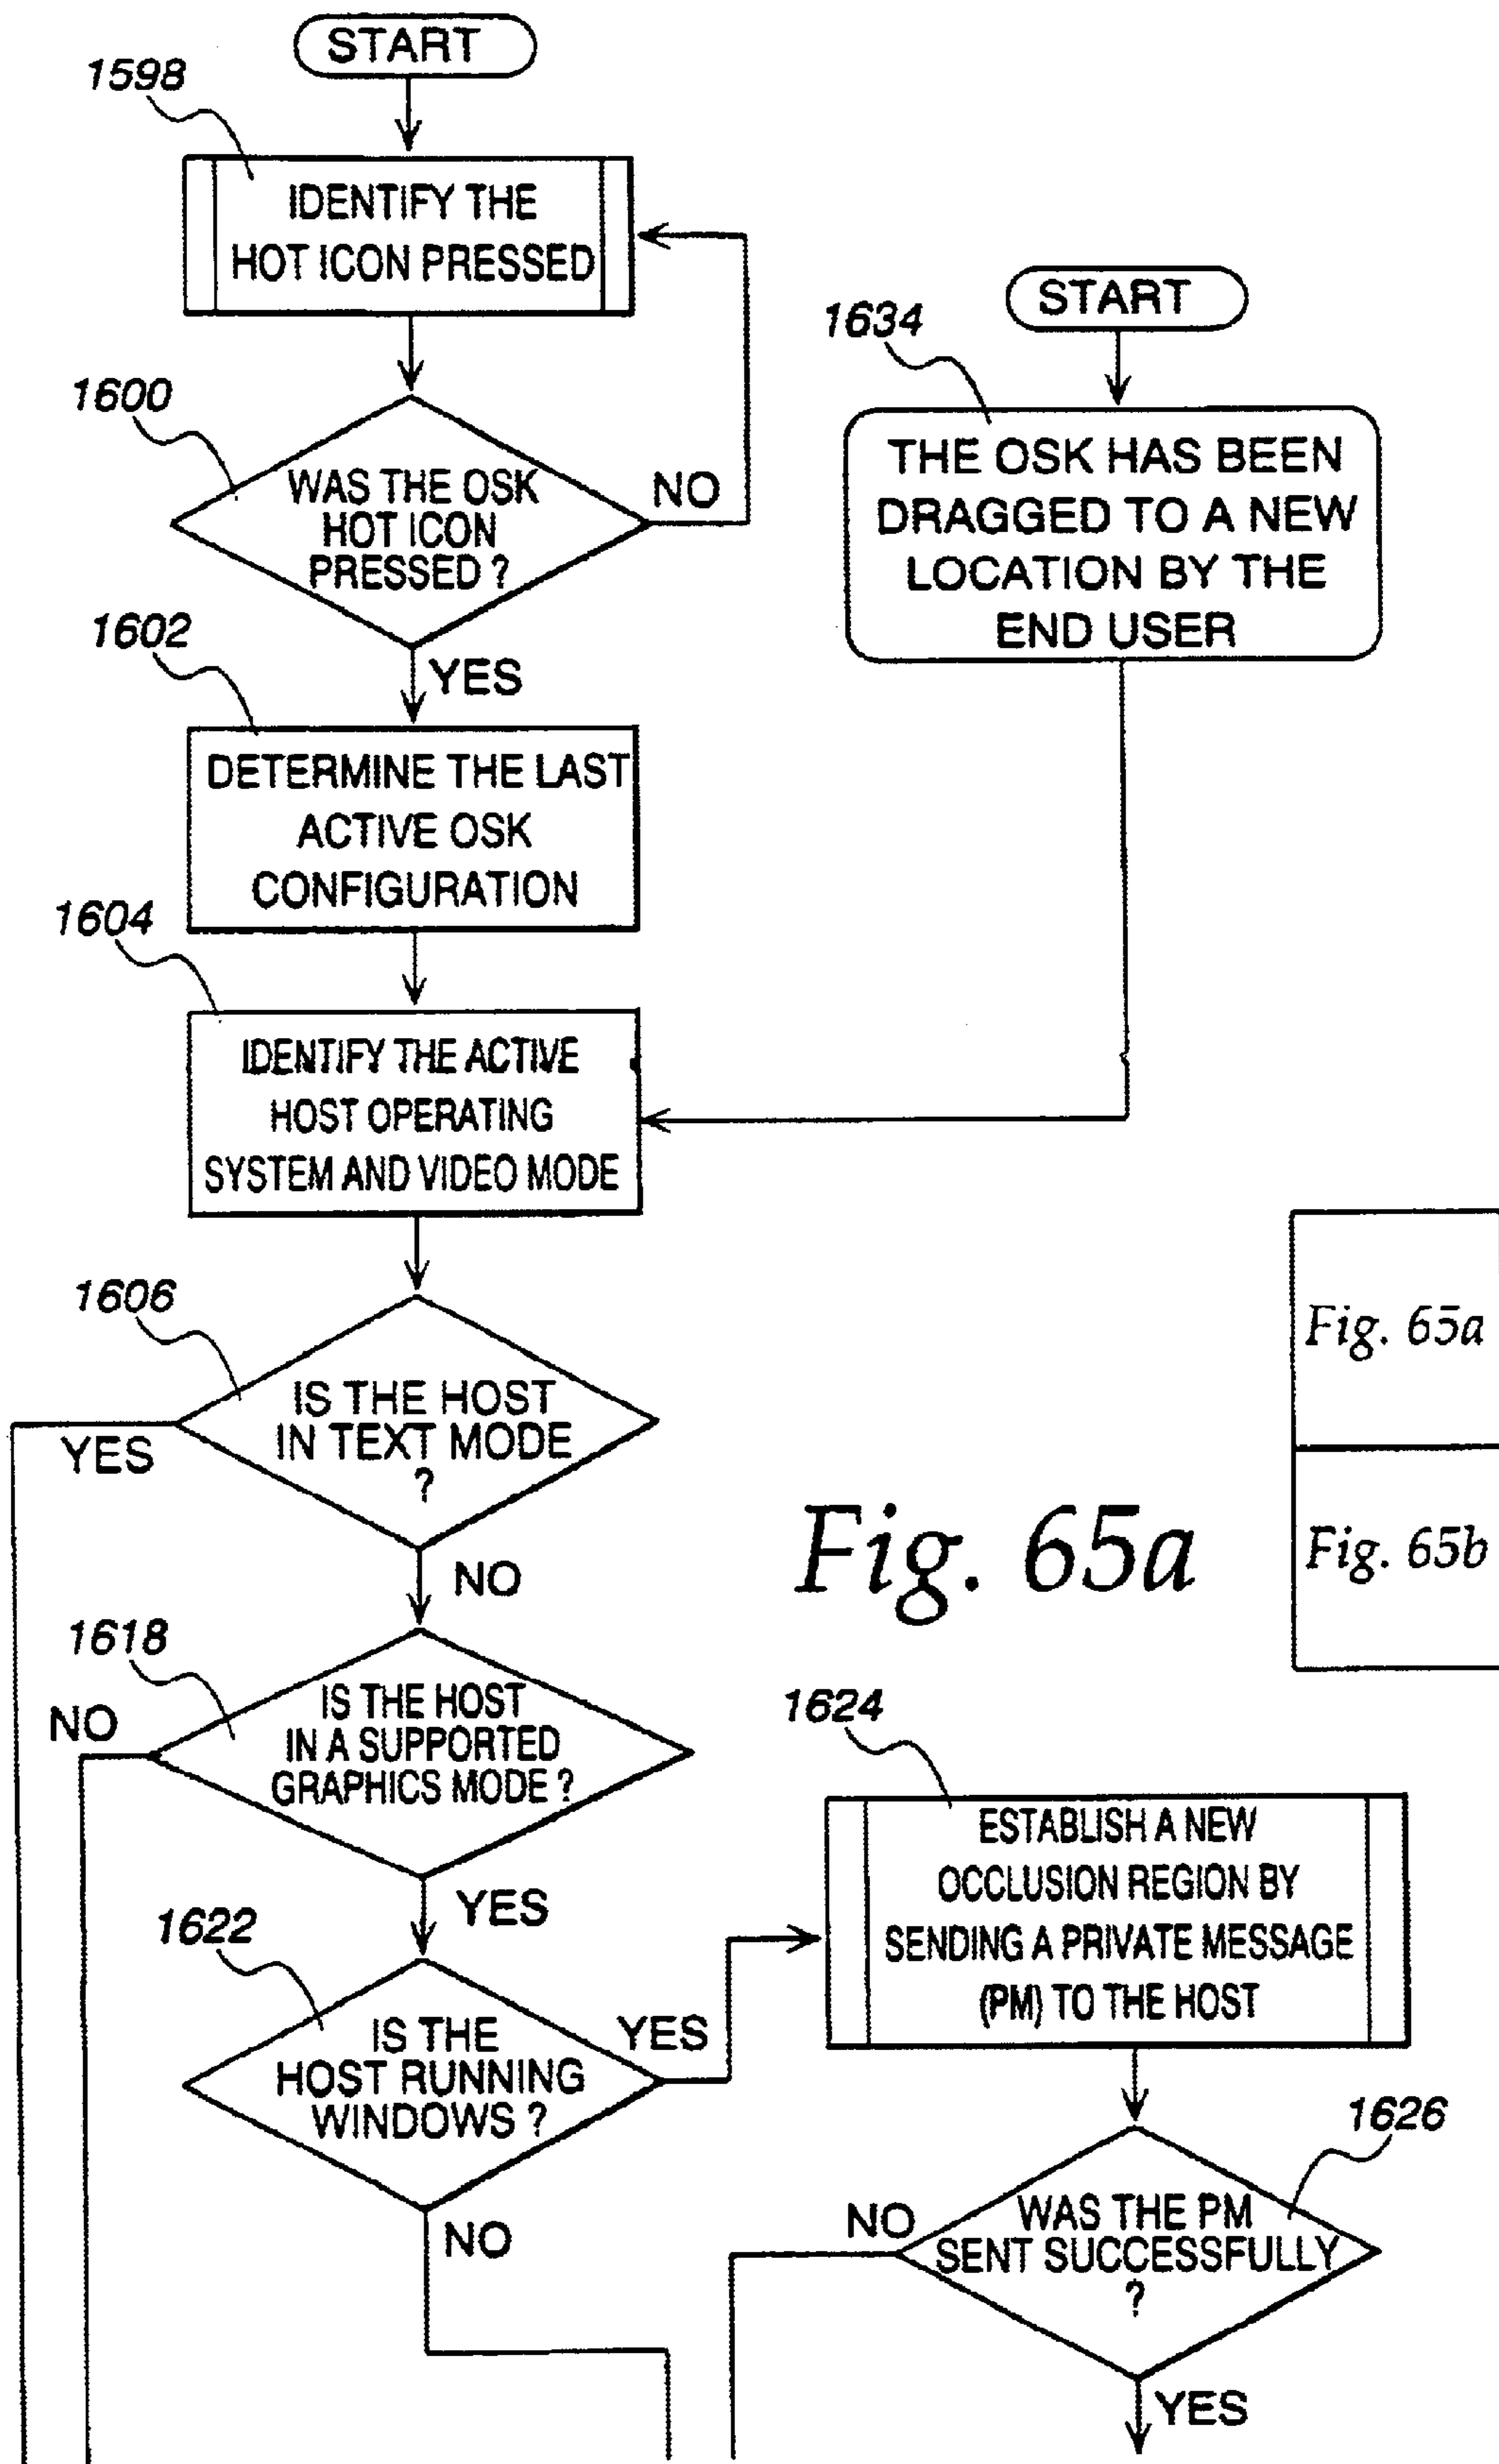 START
1598
IDENTIFY THE
HOT ICON PRESSED
1600
WAS THE OSK
HOT ICON
PRESSED ?
NO
YES
1602
DETERMINE THE LAST
ACTIVE OSK
CONFIGURATION
START
1634
THE OSK HAS BEEN
DRAGGED TO A NEW
LOCATION BY THE
END USER
1604
IDENTIFY THE ACTIVE
HOST OPERATING
SYSTEM AND VIDEO MODE
1606
IS THE HOST
IN TEXT MODE
?
YES
NO
Fig. 65a
Fig. 65a
Fig. 65b
1618
IS THE HOST
IN A SUPPORTED
GRAPHICS MODE ?
NO
YES
1622
IS THE
HOST RUNNING
WINDOWS ?
YES
NO
1624
ESTABLISH A NEW
OCCLUSION REGION BY
SENDING A PRIVATE MESSAGE
(PM) TO THE HOST
1626
WAS THE PM
SENT SUCCESSFULLY
?
NO
YES